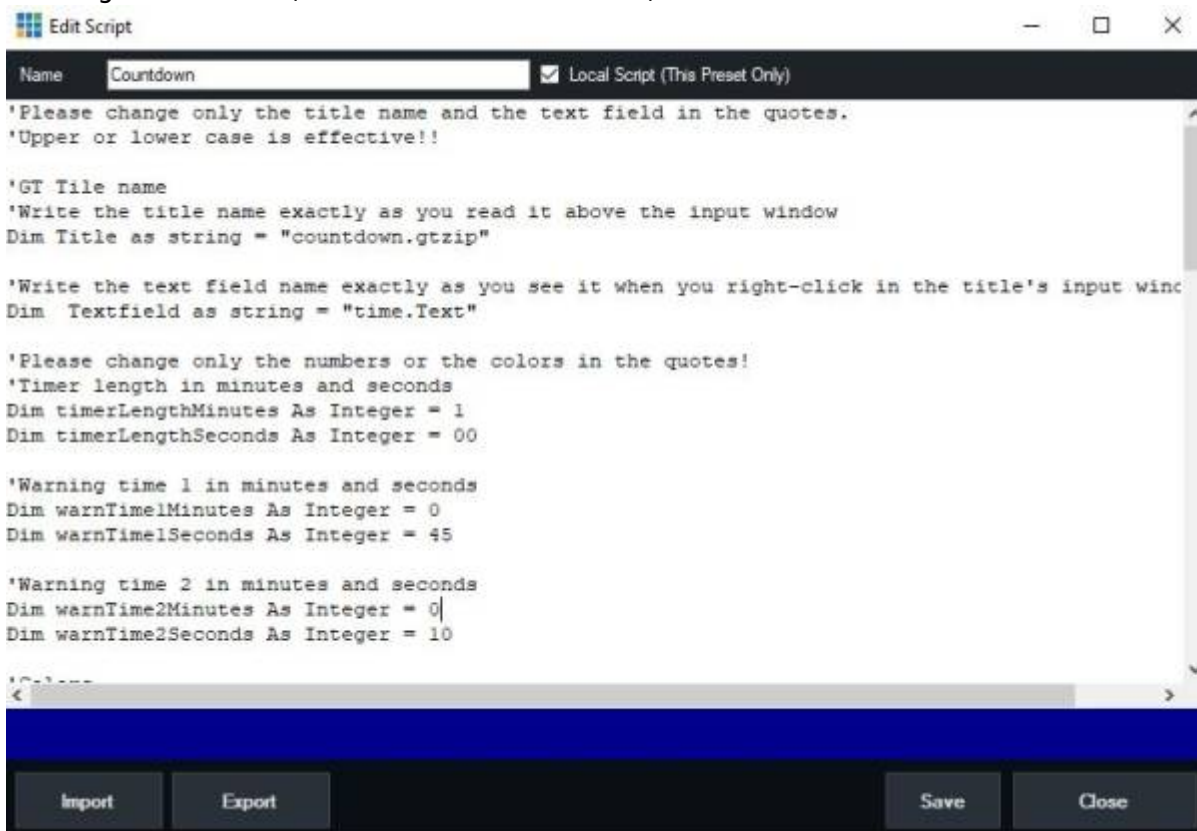 Edit Script
Name Countdown Local Script (This Preset Only)
'Please change only the title name and the text field in the quotes.
'Upper or lower case is effective!!
'GT Tile name
'Write the title name exactly as you read it above the input window
Dim Title as string = "countdown.gtzip"
'Write the text field name exactly as you see it when you right-click in the title's input winc
Dim Textfield as string = "time.Text"
'Please change only the numbers or the colors in the quotes!
'Timer length in minutes and seconds
Dim timerLengthMinutes As Integer = 1
Dim timerLengthSeconds As Integer = 00
'Warning time 1 in minutes and seconds
Dim warnTime1Minutes As Integer = 0
Dim warnTime1Seconds As Integer = 45
'Warning time 2 in minutes and seconds
Dim warnTime2Minutes As Integer = 0
Dim warnTime2Seconds As Integer = 10
Import Export Save Close